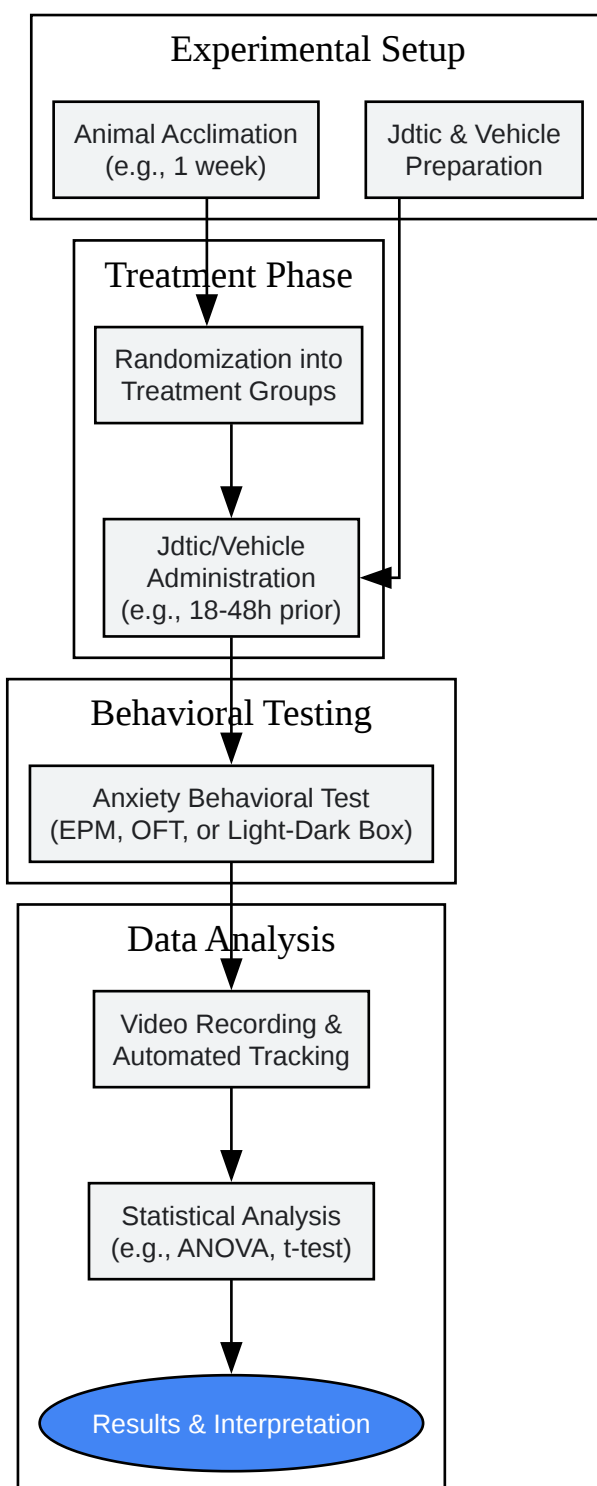 Experimental Setup
Animal Acclimation
(e.g., 1 week)
Jdtic & Vehicle
Preparation
Treatment Phase
Randomization into
Treatment Groups
Jdtic/Vehicle
Administration
(e.g., 18-48h prior)
Behavioral Testing
Anxiety Behavioral Test
(EPM, OFT, or Light-Dark Box)
Data Analysis
Video Recording &
Automated Tracking
Statistical Analysis
(e.g., ANOVA, t-test)
Results & Interpretation